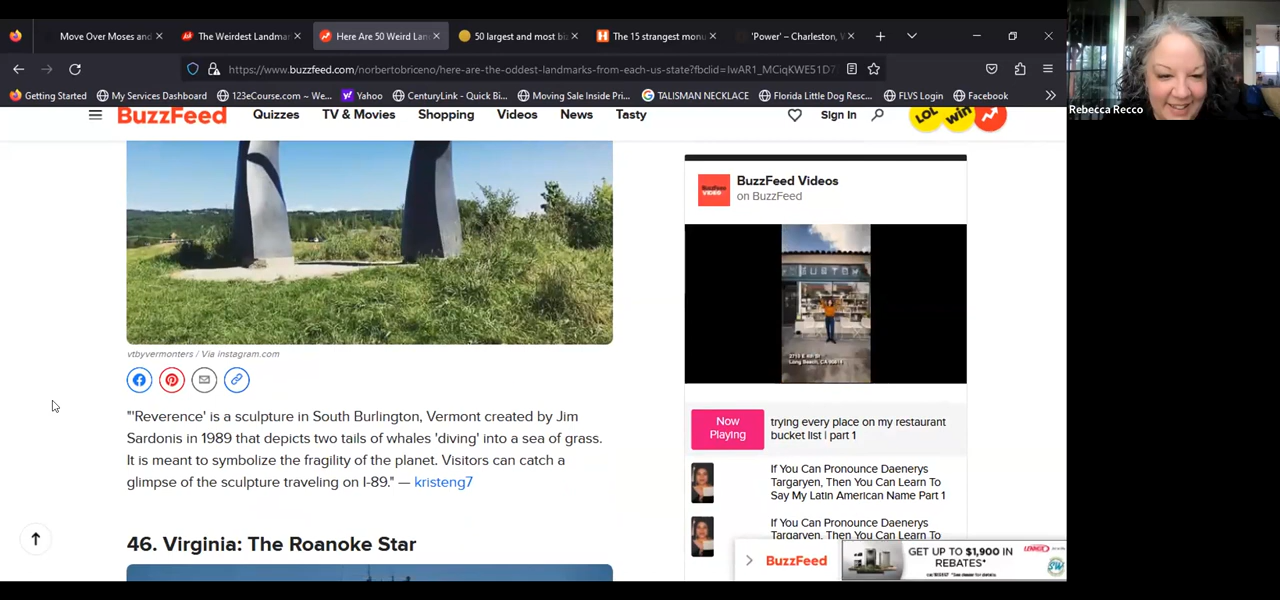 Move Over Moses and
The Weirdest Landmar
Here Are 50 Weird Lan
50 largest and most biz
The 15 strangest monu
'Power' – Charleston, W
https://www.buzzfeed.com/norbertobriceno/here-are-the-oddest-landmarks-from-each-us-state?fbclid=IwAR1_MCiqKWE51D7
Getting Started
My Services Dashboard
123eCourse.com ~ We...
Yahoo
CenturyLink - Quick Bi...
Moving Sale Inside Pri...
TALISMAN NECKLACE
Florida Little Dog Resc...
FLVS Login
Facebook
Rebecca Recco
BuzzFeed
Quizzes
TV & Movies
Shopping
Videos
News
Tasty
Sign In
LOL
win
BuzzFeed Videos
on BuzzFeed
BURTON
Long Beach, CA 90814
vtbyvermonters / Via instagram.com
"'Reverence' is a sculpture in South Burlington, Vermont created by Jim
Sardonis in 1989 that depicts two tails of whales 'diving' into a sea of grass.
It is meant to symbolize the fragility of the planet. Visitors can catch a
glimpse of the sculpture traveling on I-89." — kristeng7
46. Virginia: The Roanoke Star
Now
Playing
trying every place on my restaurant
bucket list | part 1
If You Can Pronounce Daenerys
Targaryen, Then You Can Learn To
Say My Latin American Name Part 1
If You Can Pronounce Daenerys
Targaryen, Then You Can Learn To
BuzzFeed
GET UP TO $1,900 IN
REBATES*
LENNOX
SW